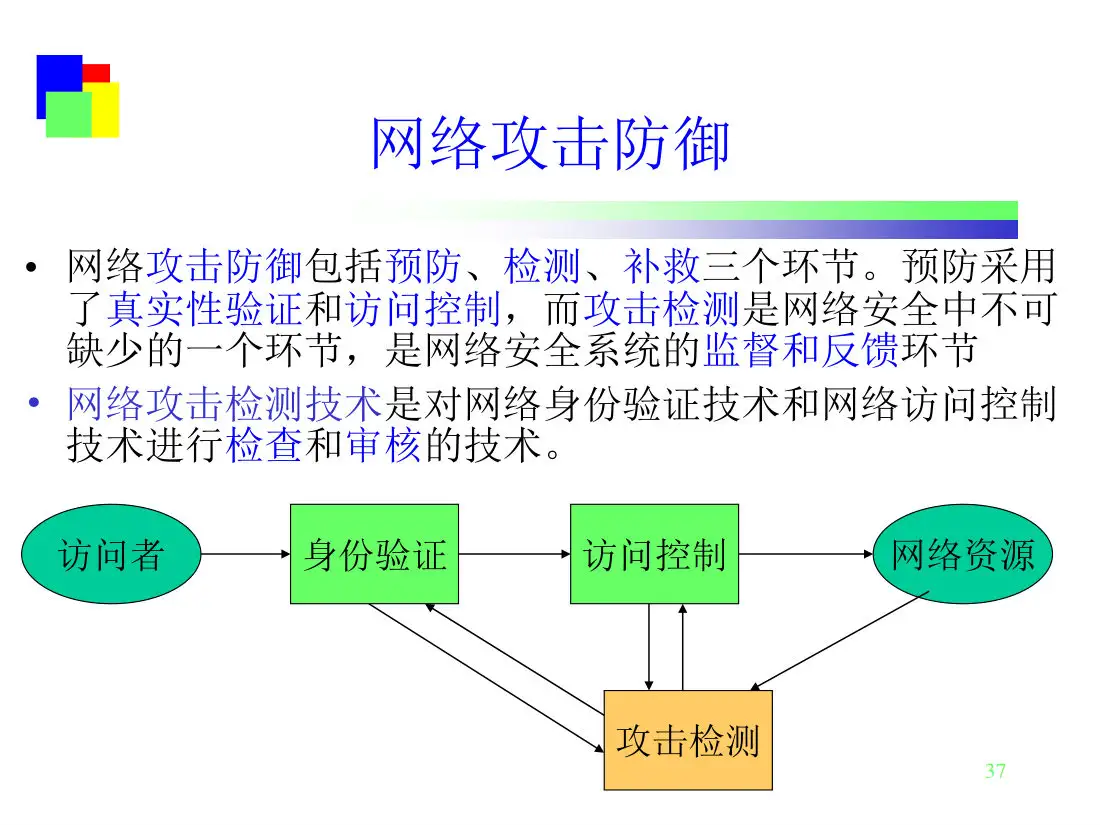 网络攻击防御
• 网络攻击防御包括预防、检测、补救三个环节。预防采用
了真实性验证和访问控制，而攻击检测是网络安全中不可
缺少的一个环节，是网络安全系统的监督和反馈环节
• 网络攻击检测技术是对网络身份验证技术和网络访问控制
技术进行检查和审核的技术。
访问者
身份验证
访问控制
网络资源
攻击检测
37